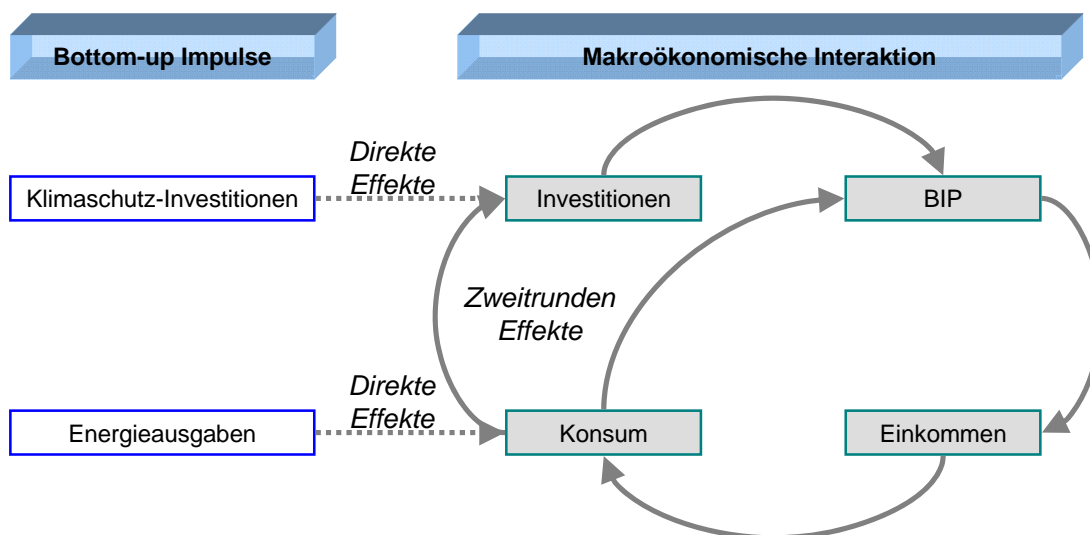 Bottom-up Impulse
Makroökonomische Interaktion
Direkte
Effekte
Klimaschutz-Investitionen
Investitionen
BIP
Zweitrunden
Effekte
Direkte
Effekte
Energieausgaben
Konsum
Einkommen